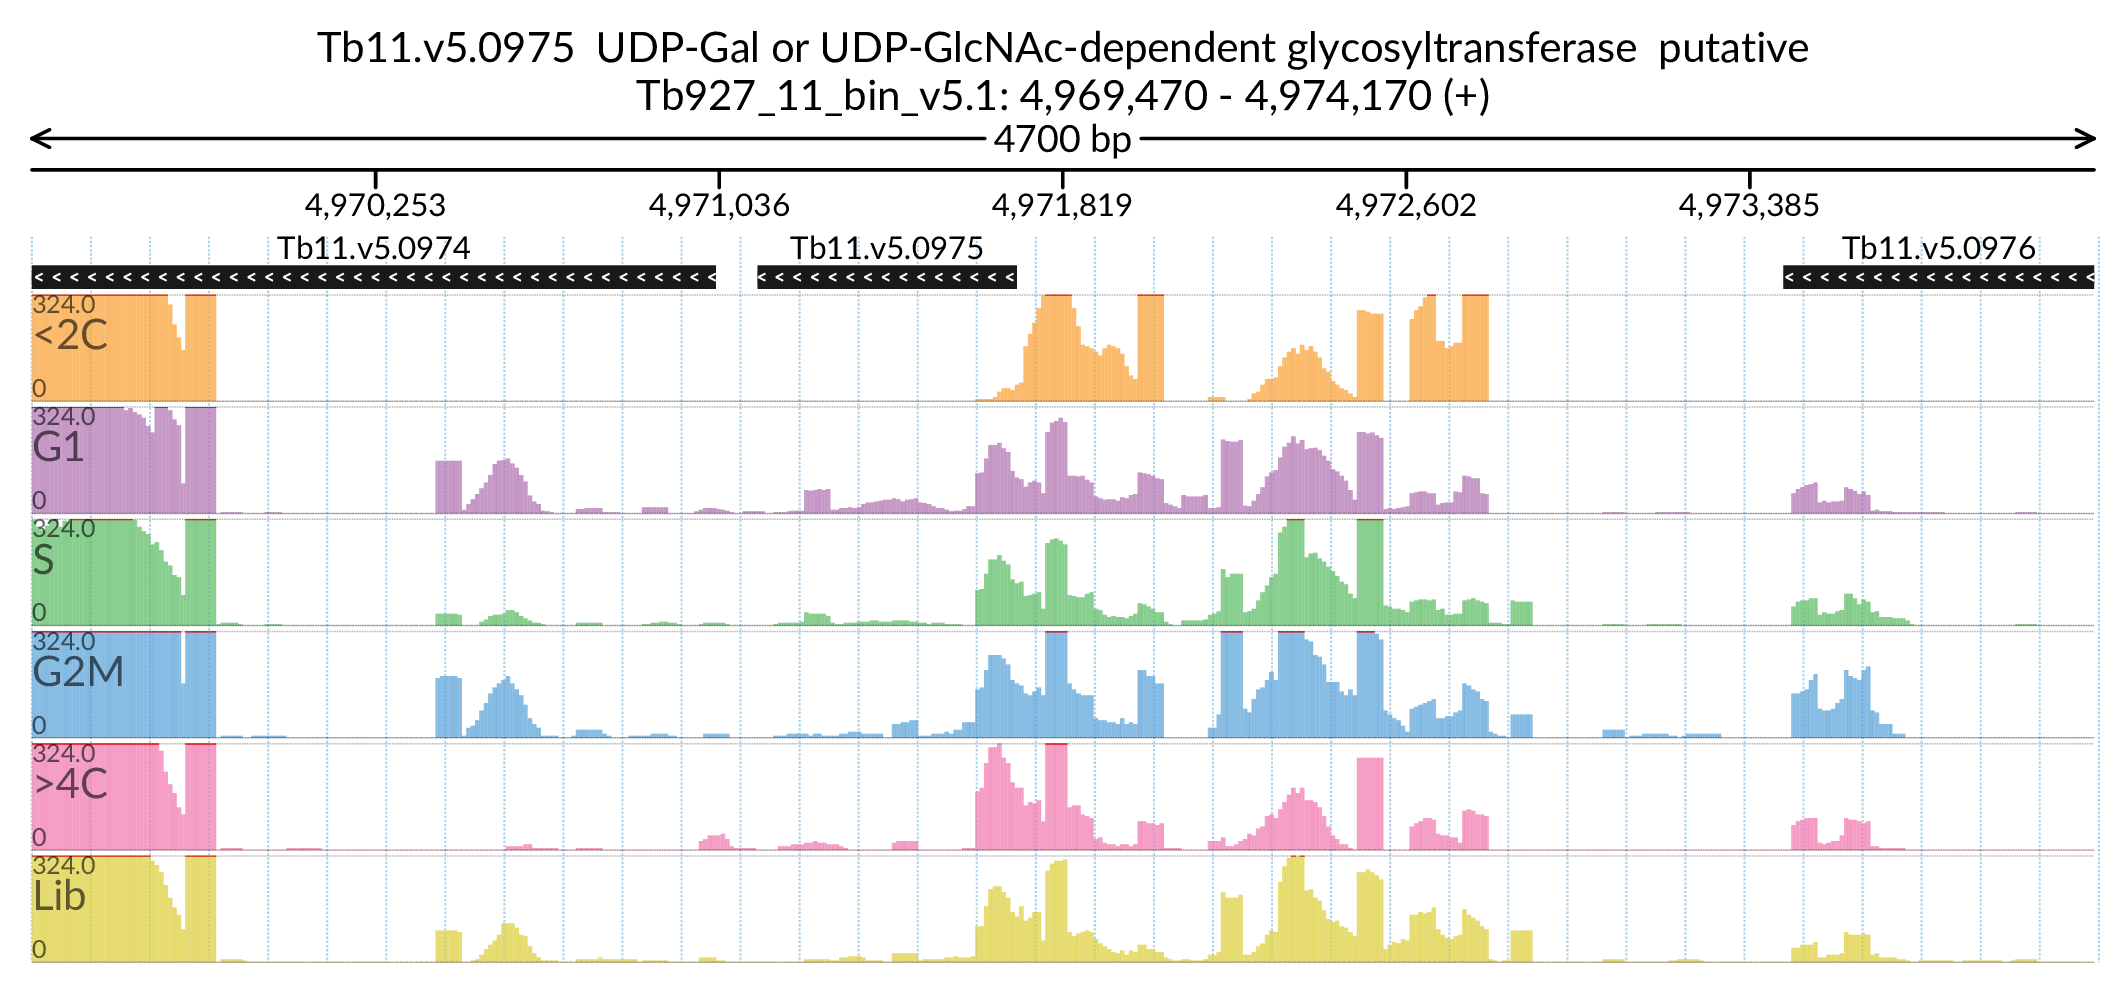 Tb11.v5.0975  UDP-Gal or UDP-GlcNAc-dependent glycosyltransferase  putative
Tb927_11_bin_v5.1: 4,969,470 - 4,974,170 (+)
4700 bp
4,970,253 4,971,036 4,971,819 4,972,602 4,973,385
Tb11.v5.0974 Tb11.v5.0975 Tb11.v5.0976
324.0
<2C
0
324.0
G1
0
324.0
S
0
324.0
G2M
0
324.0
>4C
0
324.0
Lib
0